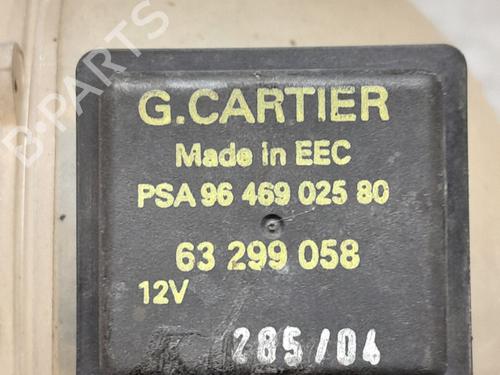 G.CARTIER
Made in EEC
PSA 96 469 025 80
63 299 058
12V
285/04
B-PARTS